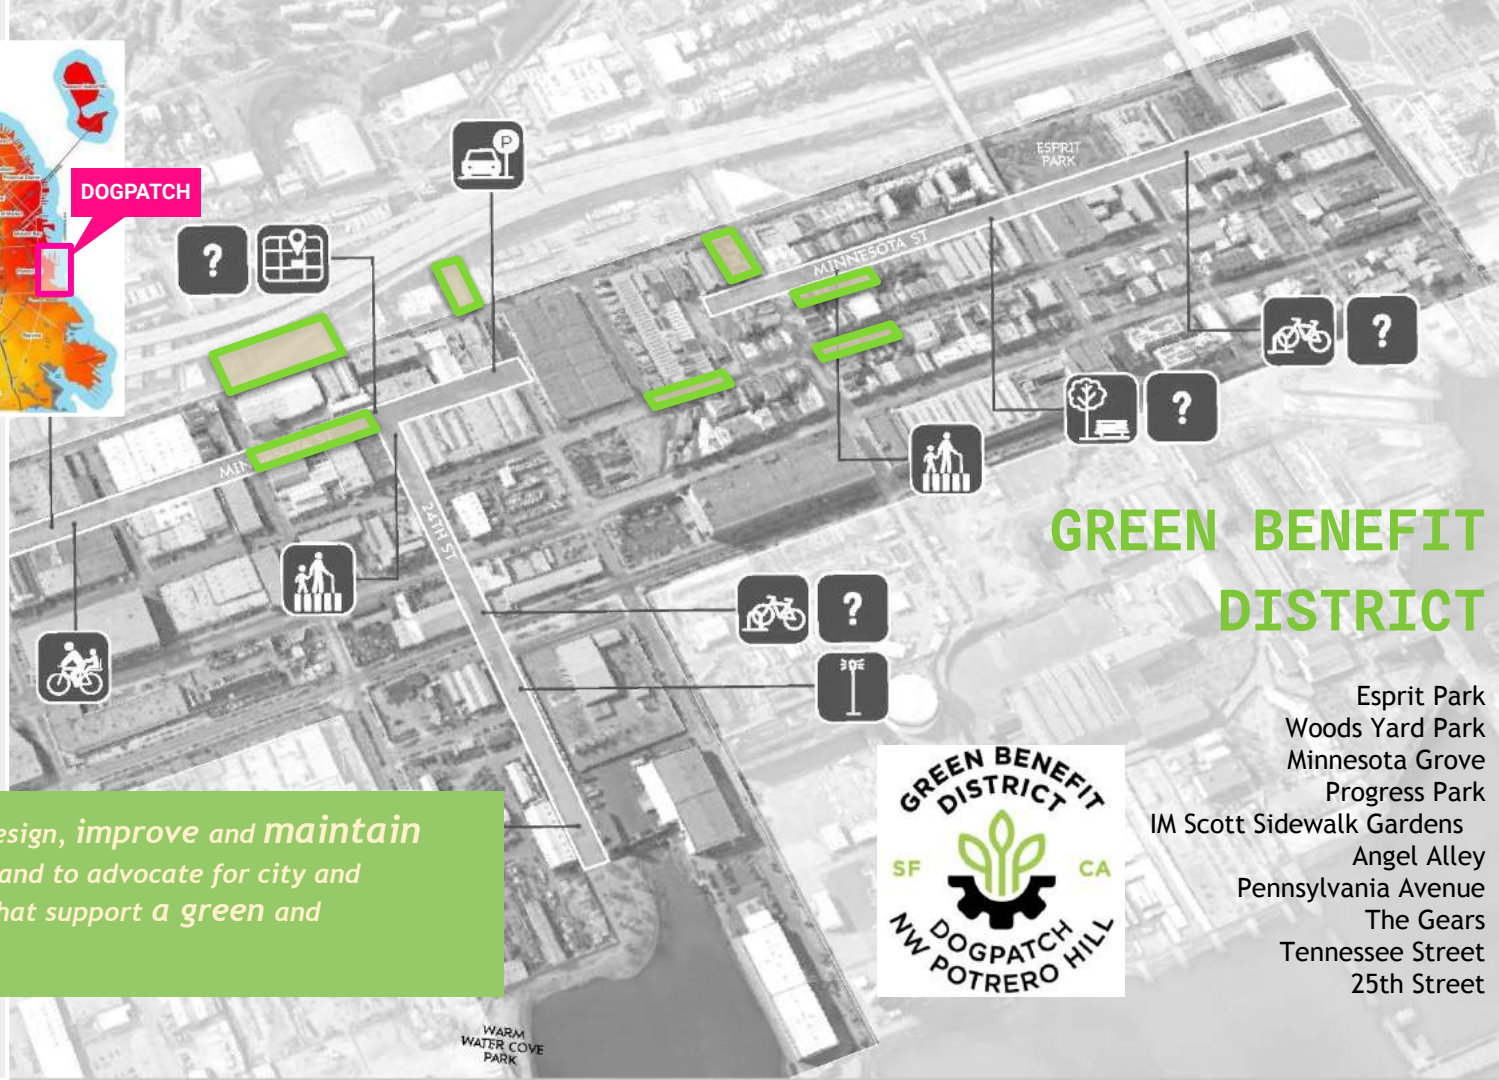 DOGPATCH
P
?
ESPRIT
PARK
MINNESOTA ST
?
?
MINNESOTA ST
24TH ST
?
GREEN BENEFIT
DISTRICT
Esprit Park
Woods Yard Park
Minnesota Grove
Progress Park
IM Scott Sidewalk Gardens
Angel Alley
Pennsylvania Avenue
The Gears
Tennessee Street
25th Street
GREEN BENEFIT
DISTRICT
SF CA
DOGPATCH
NW POTRERO HILL
esign, improve and maintain
and to advocate for city and
hat support a green and
WARM
WATER COVE
PARK